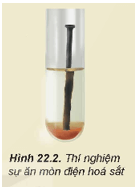 Hình 22.2. Thí nghiệm
sự ăn mòn điện hoá sắt